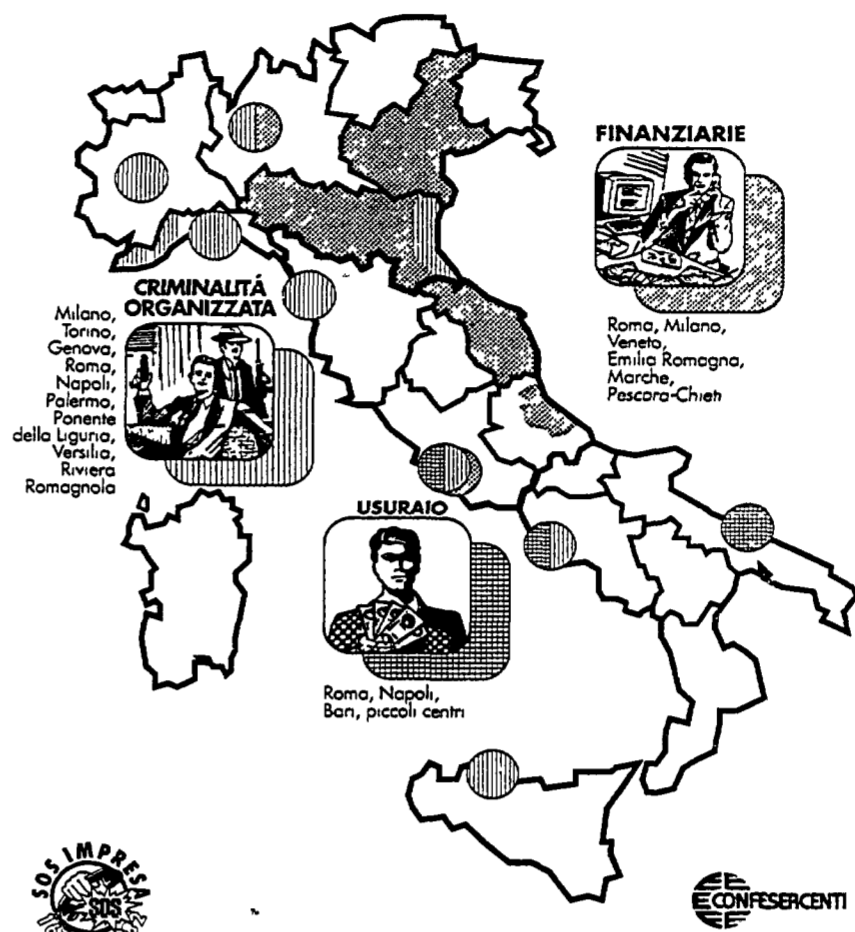 FINANZIARIE
Roma, Milano,
Veneto,
Emilia Romagna,
Marche,
Pescara-Chieti
CRIMINALITÁ
ORGANIZZATA
Milano,
Torino,
Genova,
Roma,
Napoli,
Palermo,
Ponente
della Liguria,
Versilia,
Riviera
Romagnola
USURAIO
Roma, Napoli,
Bari, piccoli centri
SOS IMPRESA
SOS
CONFESERCENTI